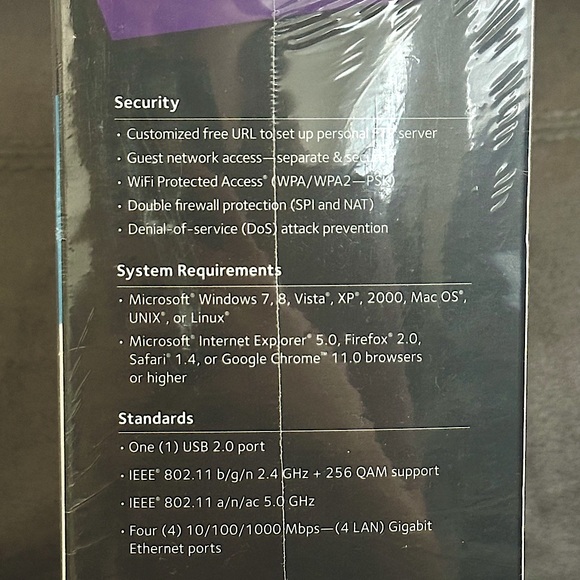 Security
• Customized free URL to set up personal FTP server
• Guest network access—separate & secure
• WiFi Protected Access® (WPA/WPA2—PSK)
• Double firewall protection (SPI and NAT)
• Denial-of-service (DoS) attack prevention
System Requirements
• Microsoft® Windows 7, 8, Vista®, XP®, 2000, Mac OS®,
UNIX®, or Linux®
• Microsoft® Internet Explorer® 5.0, Firefox® 2.0,
Safari® 1.4, or Google Chrome™ 11.0 browsers
or higher
Standards
• One (1) USB 2.0 port
• IEEE® 802.11 b/g/n 2.4 GHz + 256 QAM support
• IEEE® 802.11 a/n/ac 5.0 GHz
• Four (4) 10/100/1000 Mbps—(4 LAN) Gigabit
Ethernet ports